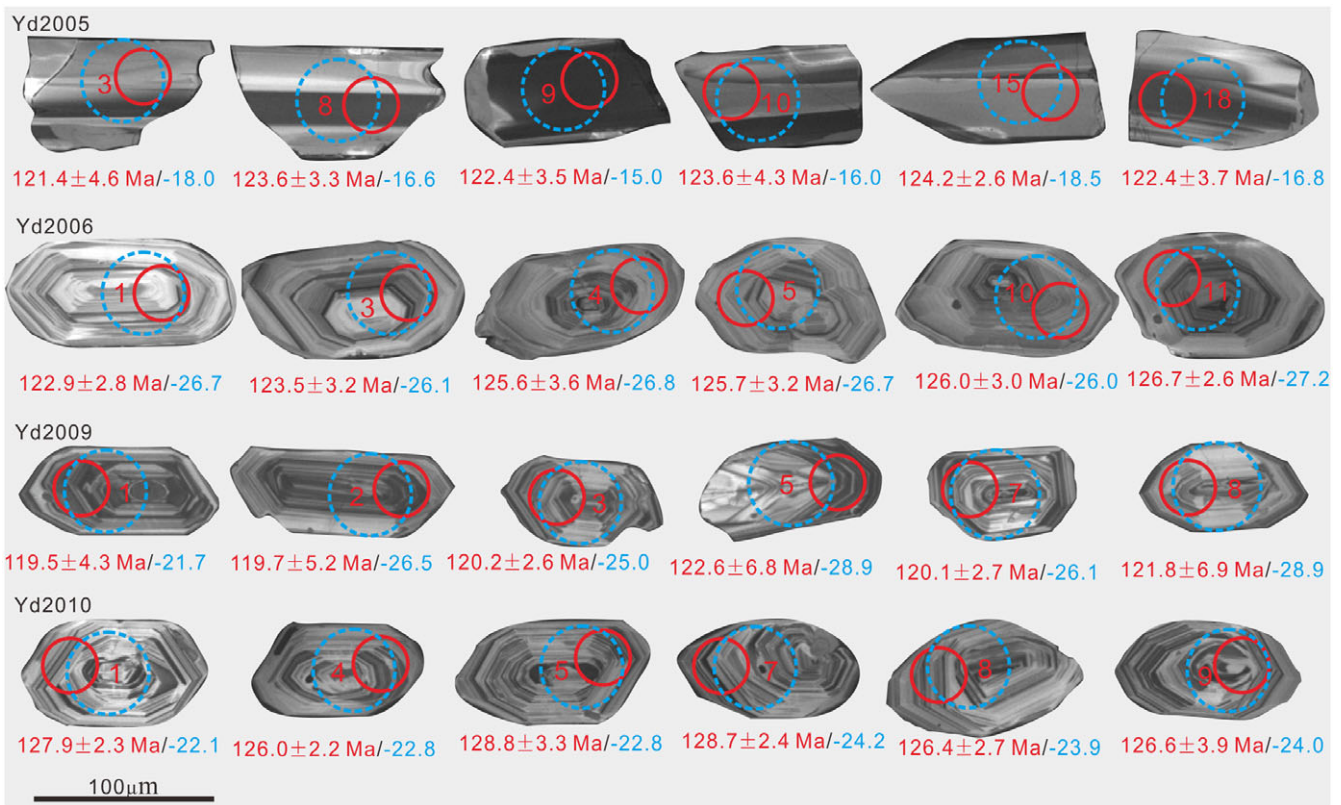 Yd2005
3 8 9 10 15 18
121.4±4.6 Ma/-18.0 123.6±3.3 Ma/-16.6 122.4±3.5 Ma/-15.0 123.6±4.3 Ma/-16.0 124.2±2.6 Ma/-18.5 122.4±3.7 Ma/-16.8
Yd2006
1 3 4 5 10 11
122.9±2.8 Ma/-26.7 123.5±3.2 Ma/-26.1 125.6±3.6 Ma/-26.8 125.7±3.2 Ma/-26.7 126.0±3.0 Ma/-26.0 126.7±2.6 Ma/-27.2
Yd2009
1 2 3 5 7 8
119.5±4.3 Ma/-21.7 119.7±5.2 Ma/-26.5 120.2±2.6 Ma/-25.0 122.6±6.8 Ma/-28.9 120.1±2.7 Ma/-26.1 121.8±6.9 Ma/-28.9
Yd2010
1 4 5 7 8 9
127.9±2.3 Ma/-22.1 126.0±2.2 Ma/-22.8 128.8±3.3 Ma/-22.8 128.7±2.4 Ma/-24.2 126.4±2.7 Ma/-23.9 126.6±3.9 Ma/-24.0
100μm